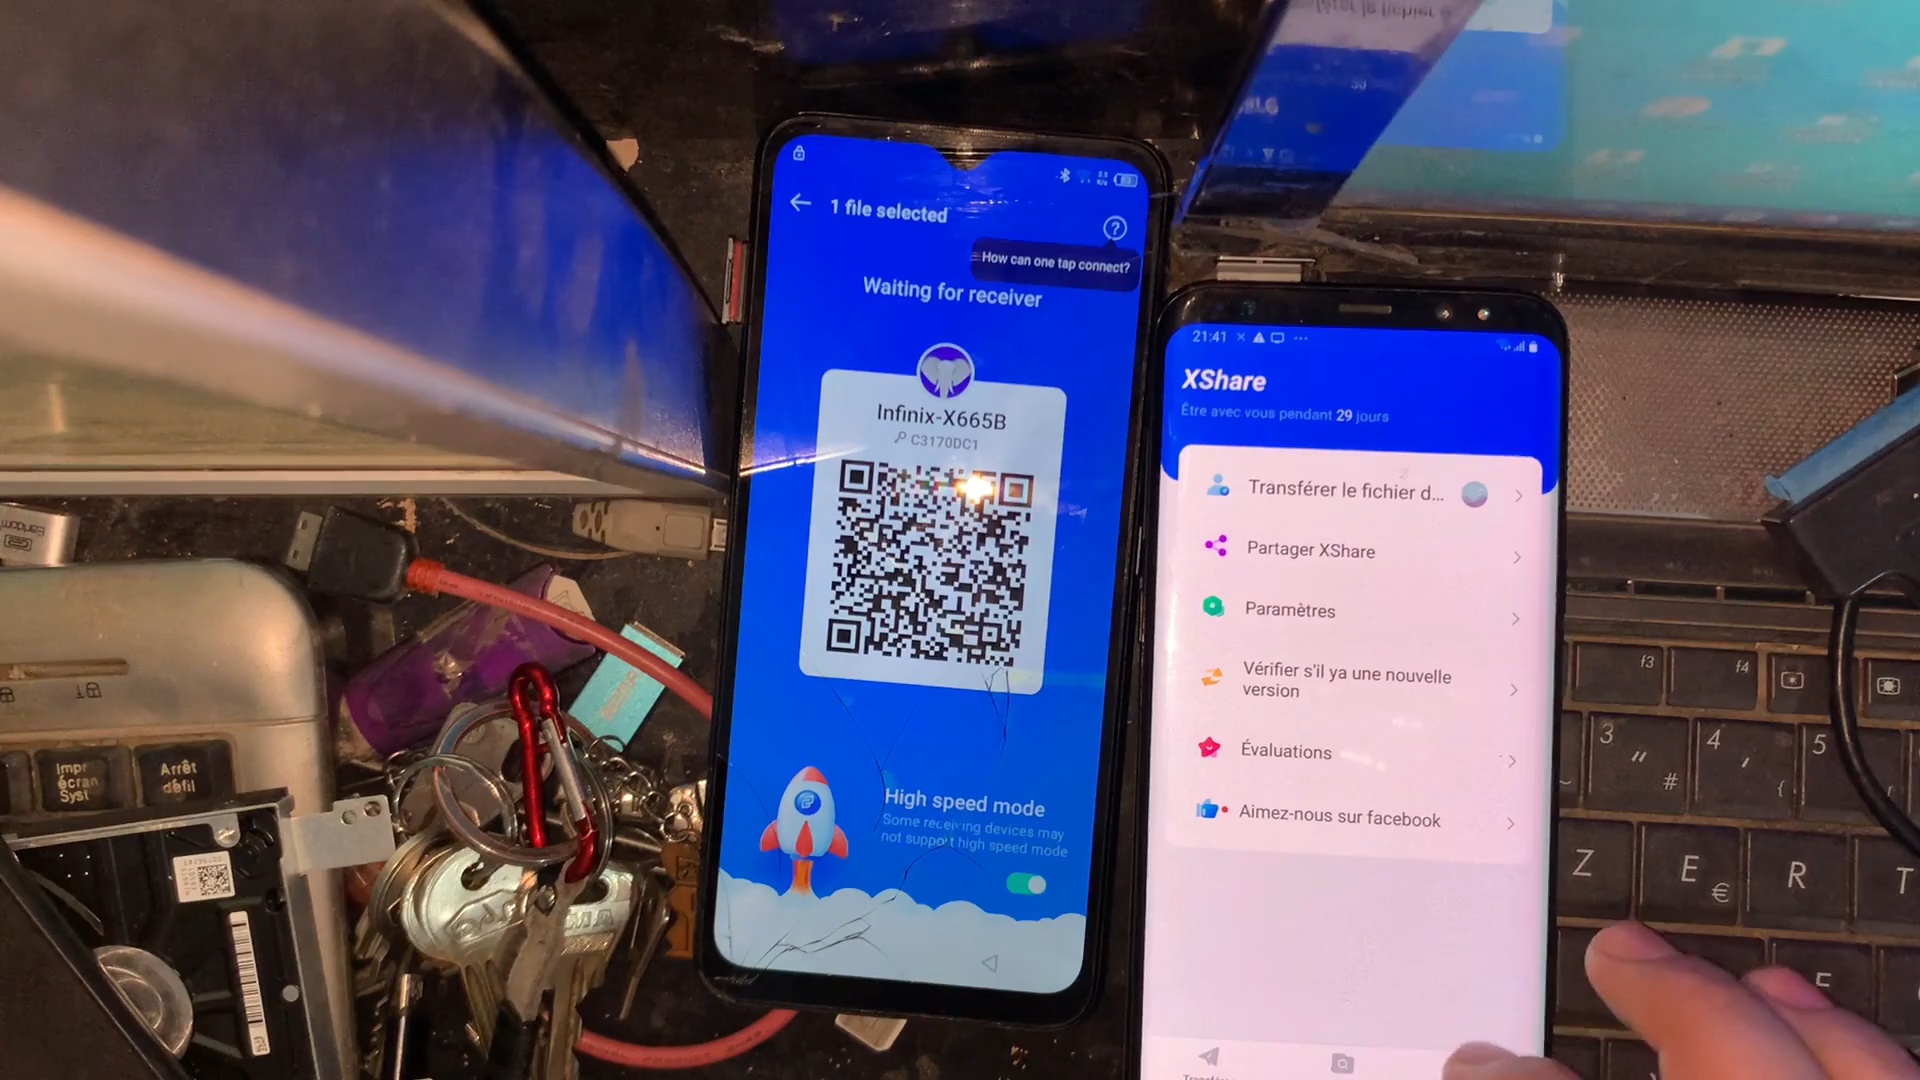 1 file selected
?
How can one tap connect?
Waiting for receiver
Infinix-X665B
C3170DC1
High speed mode
Some receiving devices may
not support high speed mode
21:41
XShare
Être avec vous pendant 29 jours
Transférer le fichier d...
Partager XShare
Paramètres
Vérifier s'il ya une nouvelle
version
Évaluations
Aimez-nous sur facebook
Impr
écran
Syst
Arrêt
défil
f3
f4
3
"
#
4
'
{
5
Z
E
€
R
T